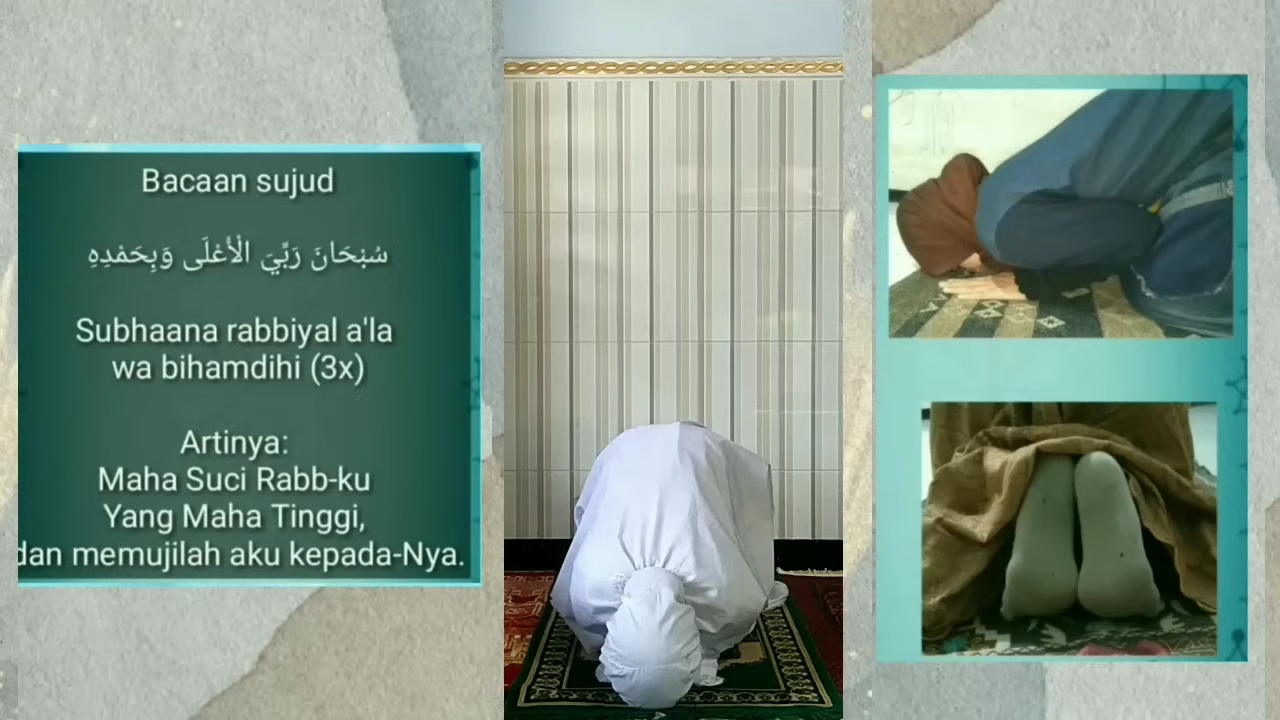 Bacaan sujud
سُبْحَانَ رَبِّيَ الْأَعْلَى وَبِحَمْدِهِ
Subhaana rabbiyal a'la
wa bihamdihi (3x)
Artinya:
Maha Suci Rabb-ku
Yang Maha Tinggi,
dan memujilah aku kepada-Nya.